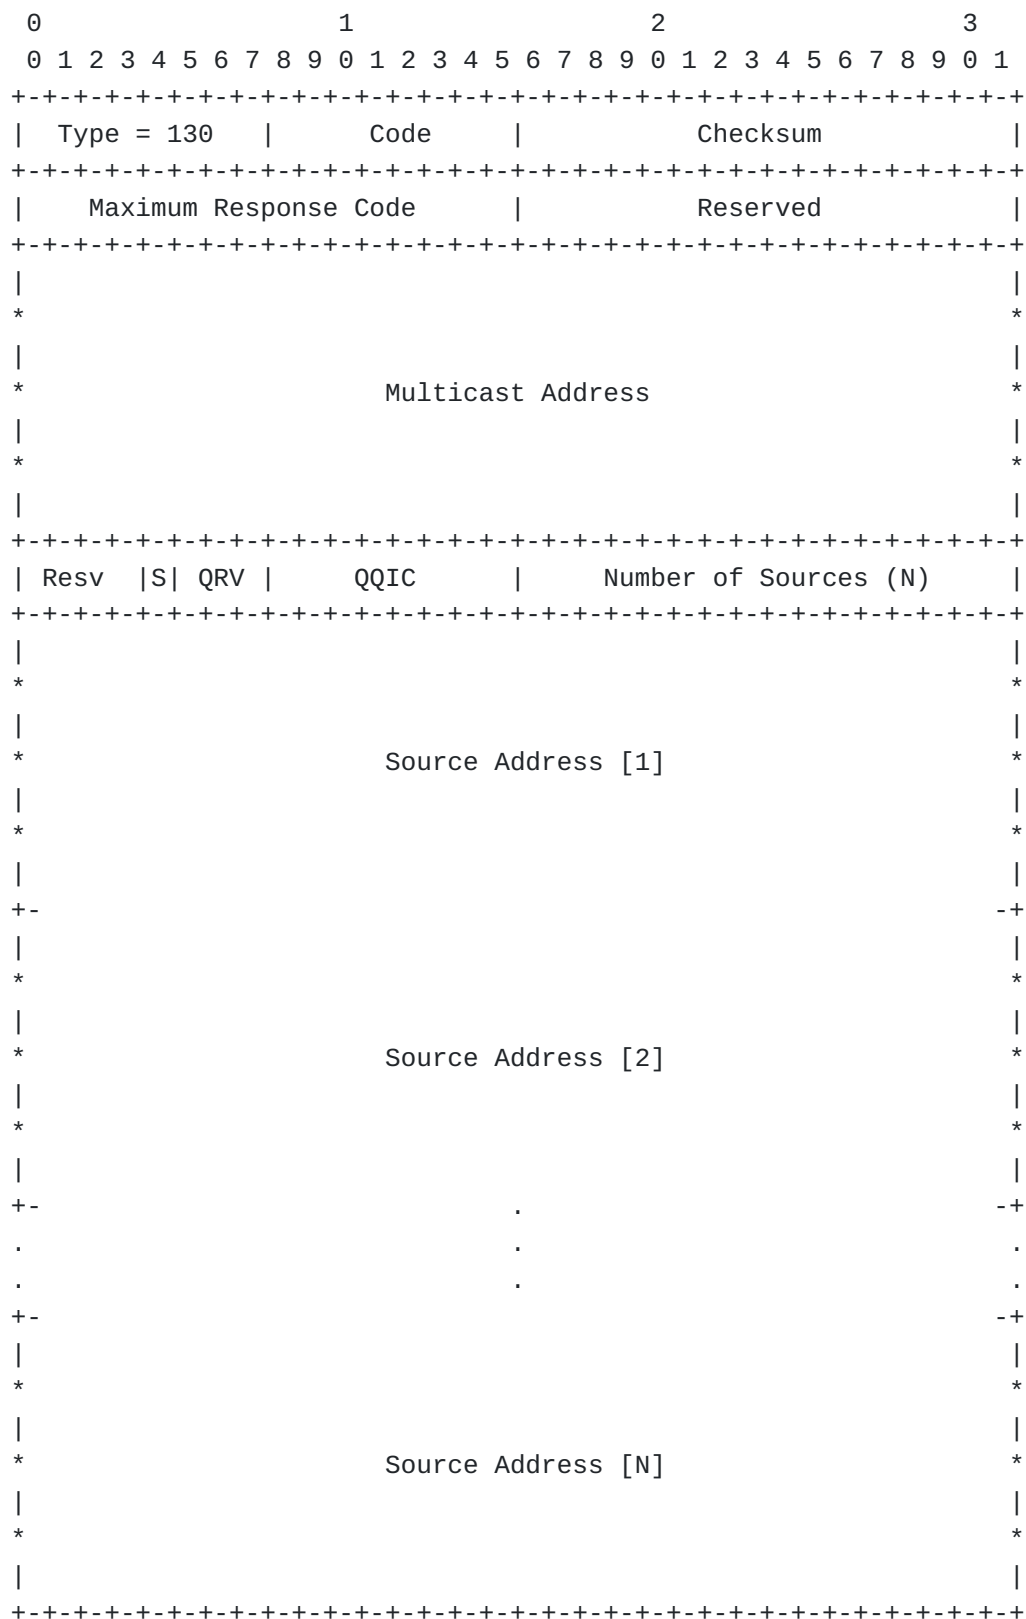 0                   1                   2                   3
 0 1 2 3 4 5 6 7 8 9 0 1 2 3 4 5 6 7 8 9 0 1 2 3 4 5 6 7 8 9 0 1
+-+-+-+-+-+-+-+-+-+-+-+-+-+-+-+-+-+-+-+-+-+-+-+-+-+-+-+-+-+-+-+-+
|  Type = 130   |      Code     |           Checksum            |
+-+-+-+-+-+-+-+-+-+-+-+-+-+-+-+-+-+-+-+-+-+-+-+-+-+-+-+-+-+-+-+-+
|    Maximum Response Code      |           Reserved            |
+-+-+-+-+-+-+-+-+-+-+-+-+-+-+-+-+-+-+-+-+-+-+-+-+-+-+-+-+-+-+-+-+
|                                                               |
*                                                               *
|                                                               |
*                       Multicast Address                       *
|                                                               |
*                                                               *
|                                                               |
+-+-+-+-+-+-+-+-+-+-+-+-+-+-+-+-+-+-+-+-+-+-+-+-+-+-+-+-+-+-+-+-+
| Resv  |S| QRV |     QQIC      |     Number of Sources (N)     |
+-+-+-+-+-+-+-+-+-+-+-+-+-+-+-+-+-+-+-+-+-+-+-+-+-+-+-+-+-+-+-+-+
|                                                               |
*                                                               *
|                                                               |
*                       Source Address [1]                      *
|                                                               |
*                                                               *
|                                                               |
+-                                                             -+
|                                                               |
*                                                               *
|                                                               |
*                       Source Address [2]                      *
|                                                               |
*                                                               *
|                                                               |
+-                              .                              -+
.                               .                               .
.                               .                               .
+-                                                             -+
|                                                               |
*                                                               *
|                                                               |
*                       Source Address [N]                      *
|                                                               |
*                                                               *
|                                                               |
+-+-+-+-+-+-+-+-+-+-+-+-+-+-+-+-+-+-+-+-+-+-+-+-+-+-+-+-+-+-+-+-+